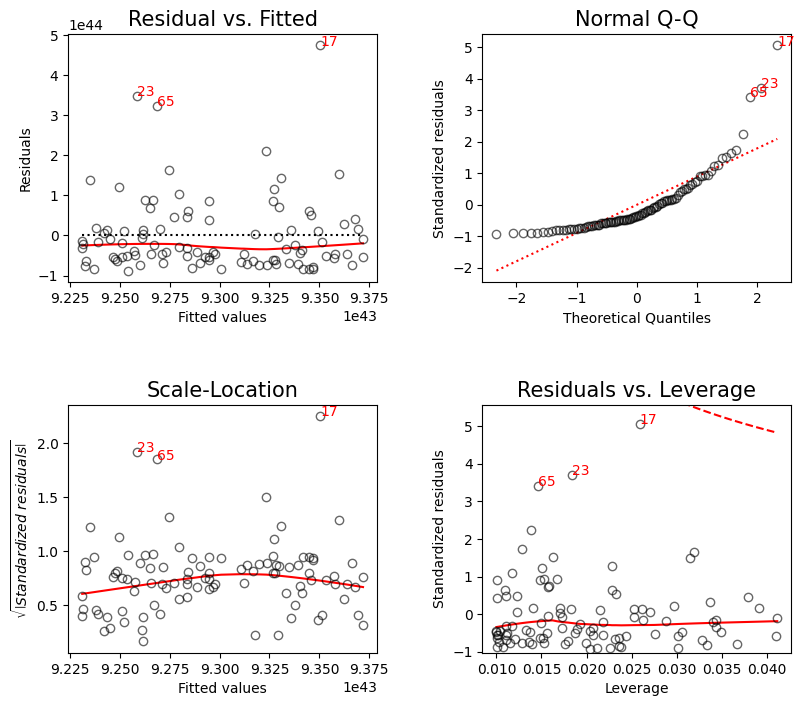 Residual vs. Fitted
1e44
Residuals
5
4
3
2
1
0
−1
17
23
65
9.225 9.250 9.275 9.300 9.325 9.350 9.375
Fitted values
1e43
Normal Q-Q
Standardized residuals
5
4
3
2
1
0
−1
−2
17
23
65
−2 −1 0 1 2
Theoretical Quantiles
Scale-Location
√|Standardized residuals|
2.0
1.5
1.0
0.5
17
23
65
9.225 9.250 9.275 9.300 9.325 9.350 9.375
Fitted values
1e43
Residuals vs. Leverage
Standardized residuals
5
4
3
2
1
0
−1
17
23
65
0.010 0.015 0.020 0.025 0.030 0.035 0.040
Leverage